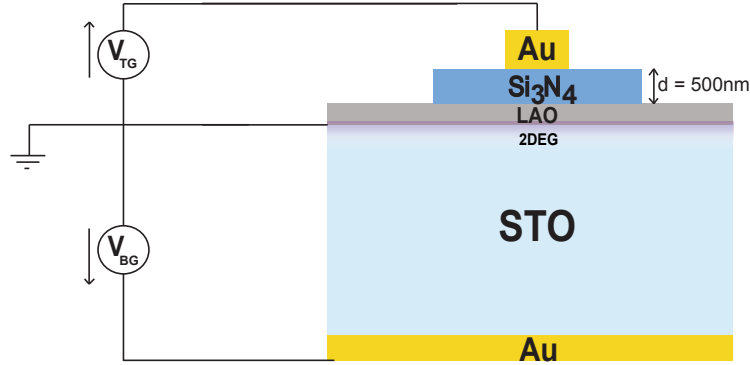 Au
V_TG
Si₃N₄
d = 500nm
LAO
2DEG
STO
V_BG
Au